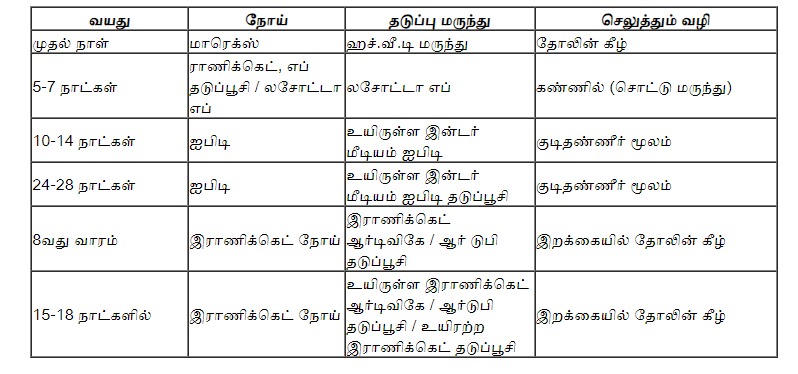 வயது நோய் தடுப்பு மருந்து செலுத்தும் வழி
முதல் நாள் மாரெக்ஸ் ஹச்.வீ.டி மருந்து தோலின் கீழ்
5-7 நாட்கள் ராணிக்கெட், எப் தடுப்பூசி / லசோட்டா எப் லசோட்டா எப் கண்ணில் (சொட்டு மருந்து)
10-14 நாட்கள் ஐபிடி உயிருள்ள இன்டர் மீடியம் ஐபிடி குடிதண்ணீர் மூலம்
24-28 நாட்கள் ஐபிடி உயிருள்ள இன்டர் மீடியம் ஐபிடி தடுப்பூசி குடிதண்ணீர் மூலம்
8வது வாரம் இராணிக்கெட் நோய் இராணிக்கெட் ஆர்டிவிகே / ஆர் டுபி தடுப்பூசி இறக்கையில் தோலின் கீழ்
15-18 நாட்களில் இராணிக்கெட் நோய் உயிருள்ள இராணிக்கெட் ஆர்டிவிகே / ஆர்டுபி தடுப்பூசி / உயிரற்ற இராணிக்கெட் தடுப்பூசி இறக்கையில் தோலின் கீழ்